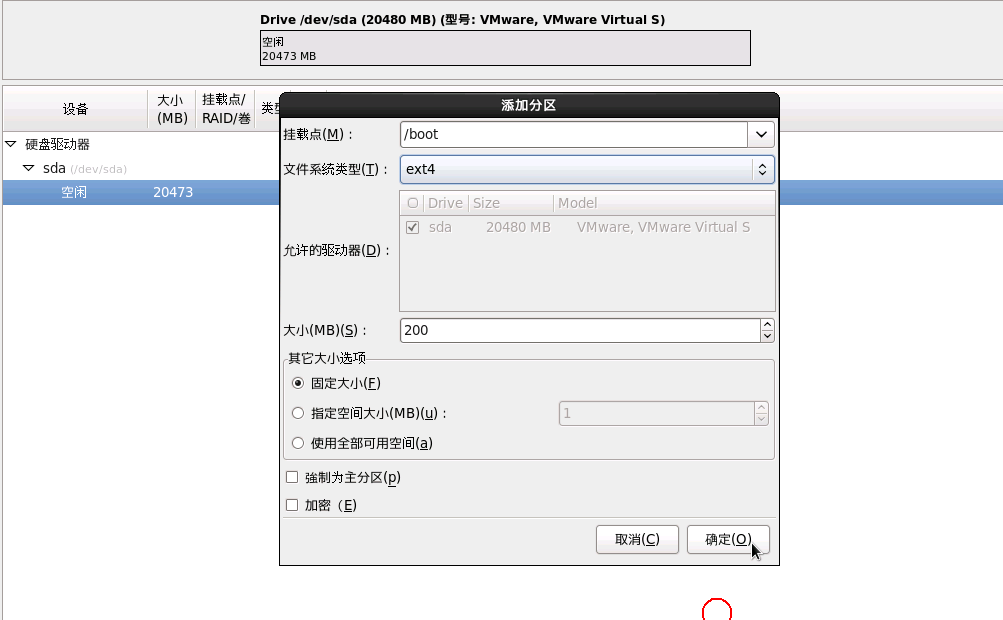 Drive /dev/sda (20480 MB) (型号: VMware, VMware Virtual S)
空闲
20473 MB
设备
大小
(MB)
挂载点/
RAID/卷
类型
添加分区
挂载点(M)：
/boot
文件系统类型(T)：
ext4
硬盘驱动器
sda (/dev/sda)
空闲 20473
允许的驱动器(D)：
Drive Size Model
sda 20480 MB VMware, VMware Virtual S
大小(MB)(S)：
200
其它大小选项
固定大小(F)
指定空间大小(MB)(u)：
1
使用全部可用空间(a)
強制为主分区(p)
加密（E)
取消(C)
确定(O)